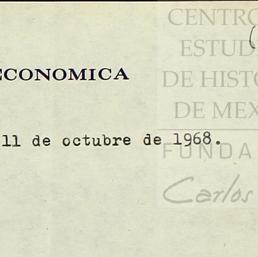 CENTRO
ESTUD
DE HISTO
DE MEX
FUNDA
Carlos
ECONOMICA
11 de octubre de 1968.